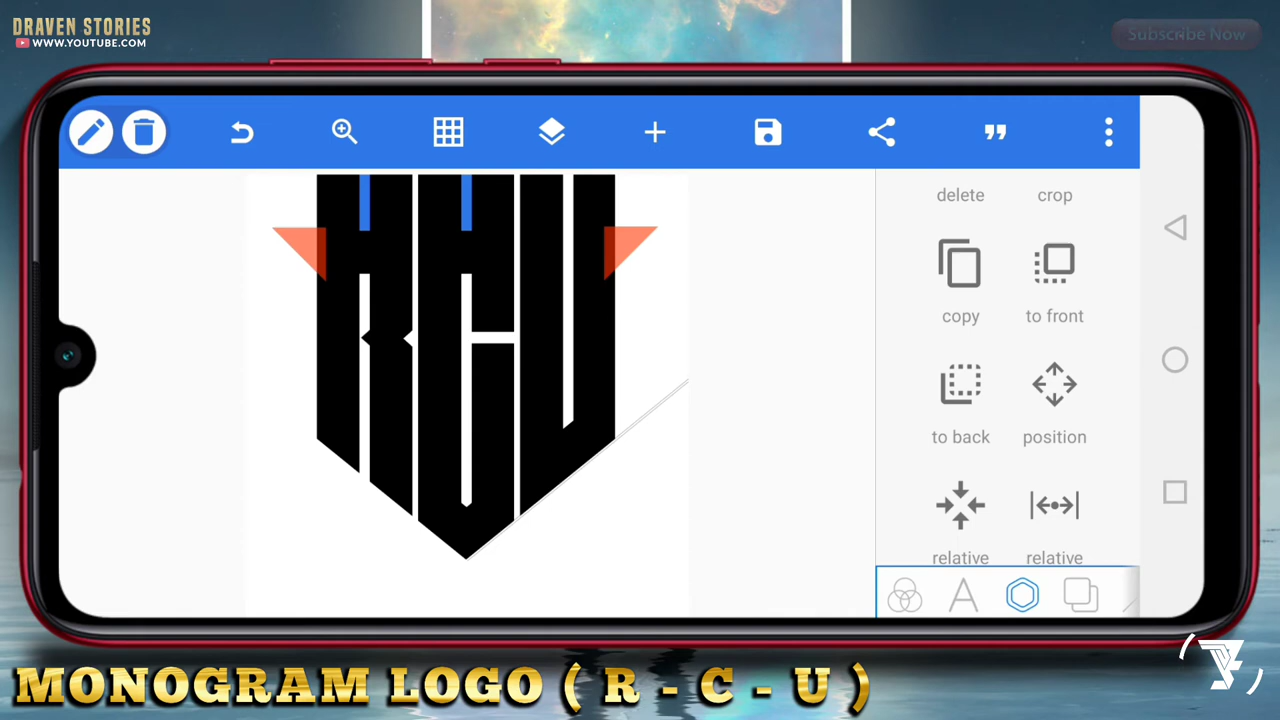 DRAVEN STORIES
WWW.YOUTUBE.COM
Subscribe Now
delete crop
RCU
copy to front
to back position
relative relative
MONOGRAM LOGO ( R - C - U )